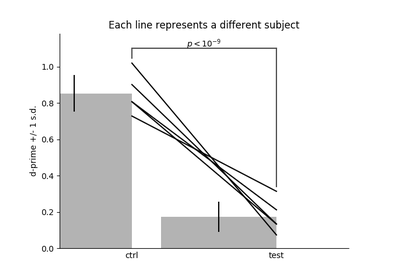 Each line represents a different subject
p < 10⁻⁹
1.0
0.8
0.6
0.4
0.2
0.0
d-prime +/- 1 s.d.
ctrl
test